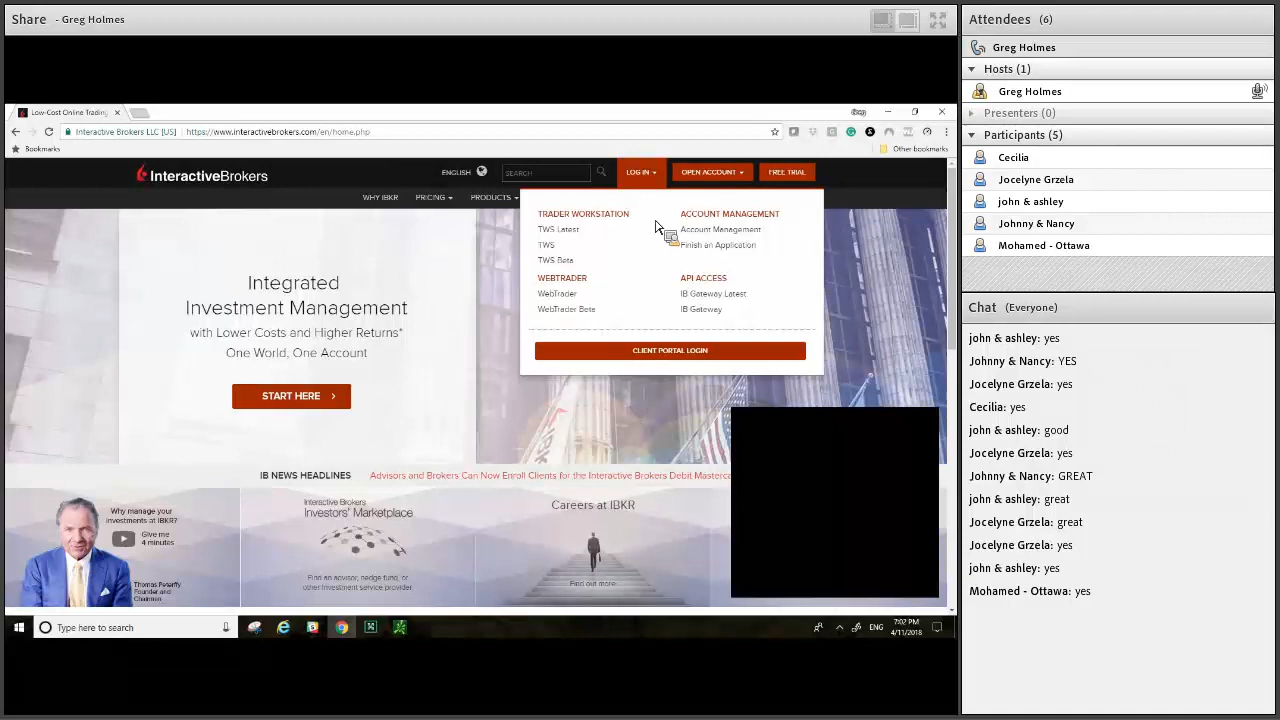 Share - Greg Holmes
Low-Cost Online Trading
Greg
Interactive Brokers LLC [US]
https://www.interactivebrokers.com/en/home.php
Bookmarks
Other bookmarks
InteractiveBrokers
ENGLISH
SEARCH
LOG IN
OPEN ACCOUNT
FREE TRIAL
WHY IBKR
PRICING
PRODUCTS
TRADER WORKSTATION
TWS Latest
TWS
TWS Beta
WEBTRADER
WebTrader
WebTrader Beta
ACCOUNT MANAGEMENT
Account Management
Finish an Application
API ACCESS
IB Gateway Latest
IB Gateway
CLIENT PORTAL LOGIN
Integrated
Investment Management
with Lower Costs and Higher Returns*
One World, One Account
START HERE
IB NEWS HEADLINES
Advisors and Brokers Can Now Enroll Clients for the Interactive Brokers Debit Masterca
Why manage your
investments at IBKR?
Give me
4 minutes
Thomas Peterffy
Founder and
Chairman
Interactive Brokers
Investors' Marketplace
Find an advisor, hedge fund, or
other investment service provider
Careers at IBKR
Find out more
Type here to search
ENG
7:02 PM
4/11/2018
Attendees (6)
Greg Holmes
Hosts (1)
Greg Holmes
Presenters (0)
Participants (5)
Cecilia
Jocelyne Grzela
john & ashley
Johnny & Nancy
Mohamed - Ottawa
Chat (Everyone)
john & ashley: yes
Johnny & Nancy: YES
Jocelyne Grzela: yes
Cecilia: yes
john & ashley: good
Jocelyne Grzela: yes
Johnny & Nancy: GREAT
john & ashley: great
Jocelyne Grzela: great
Jocelyne Grzela: yes
john & ashley: yes
Mohamed - Ottawa: yes